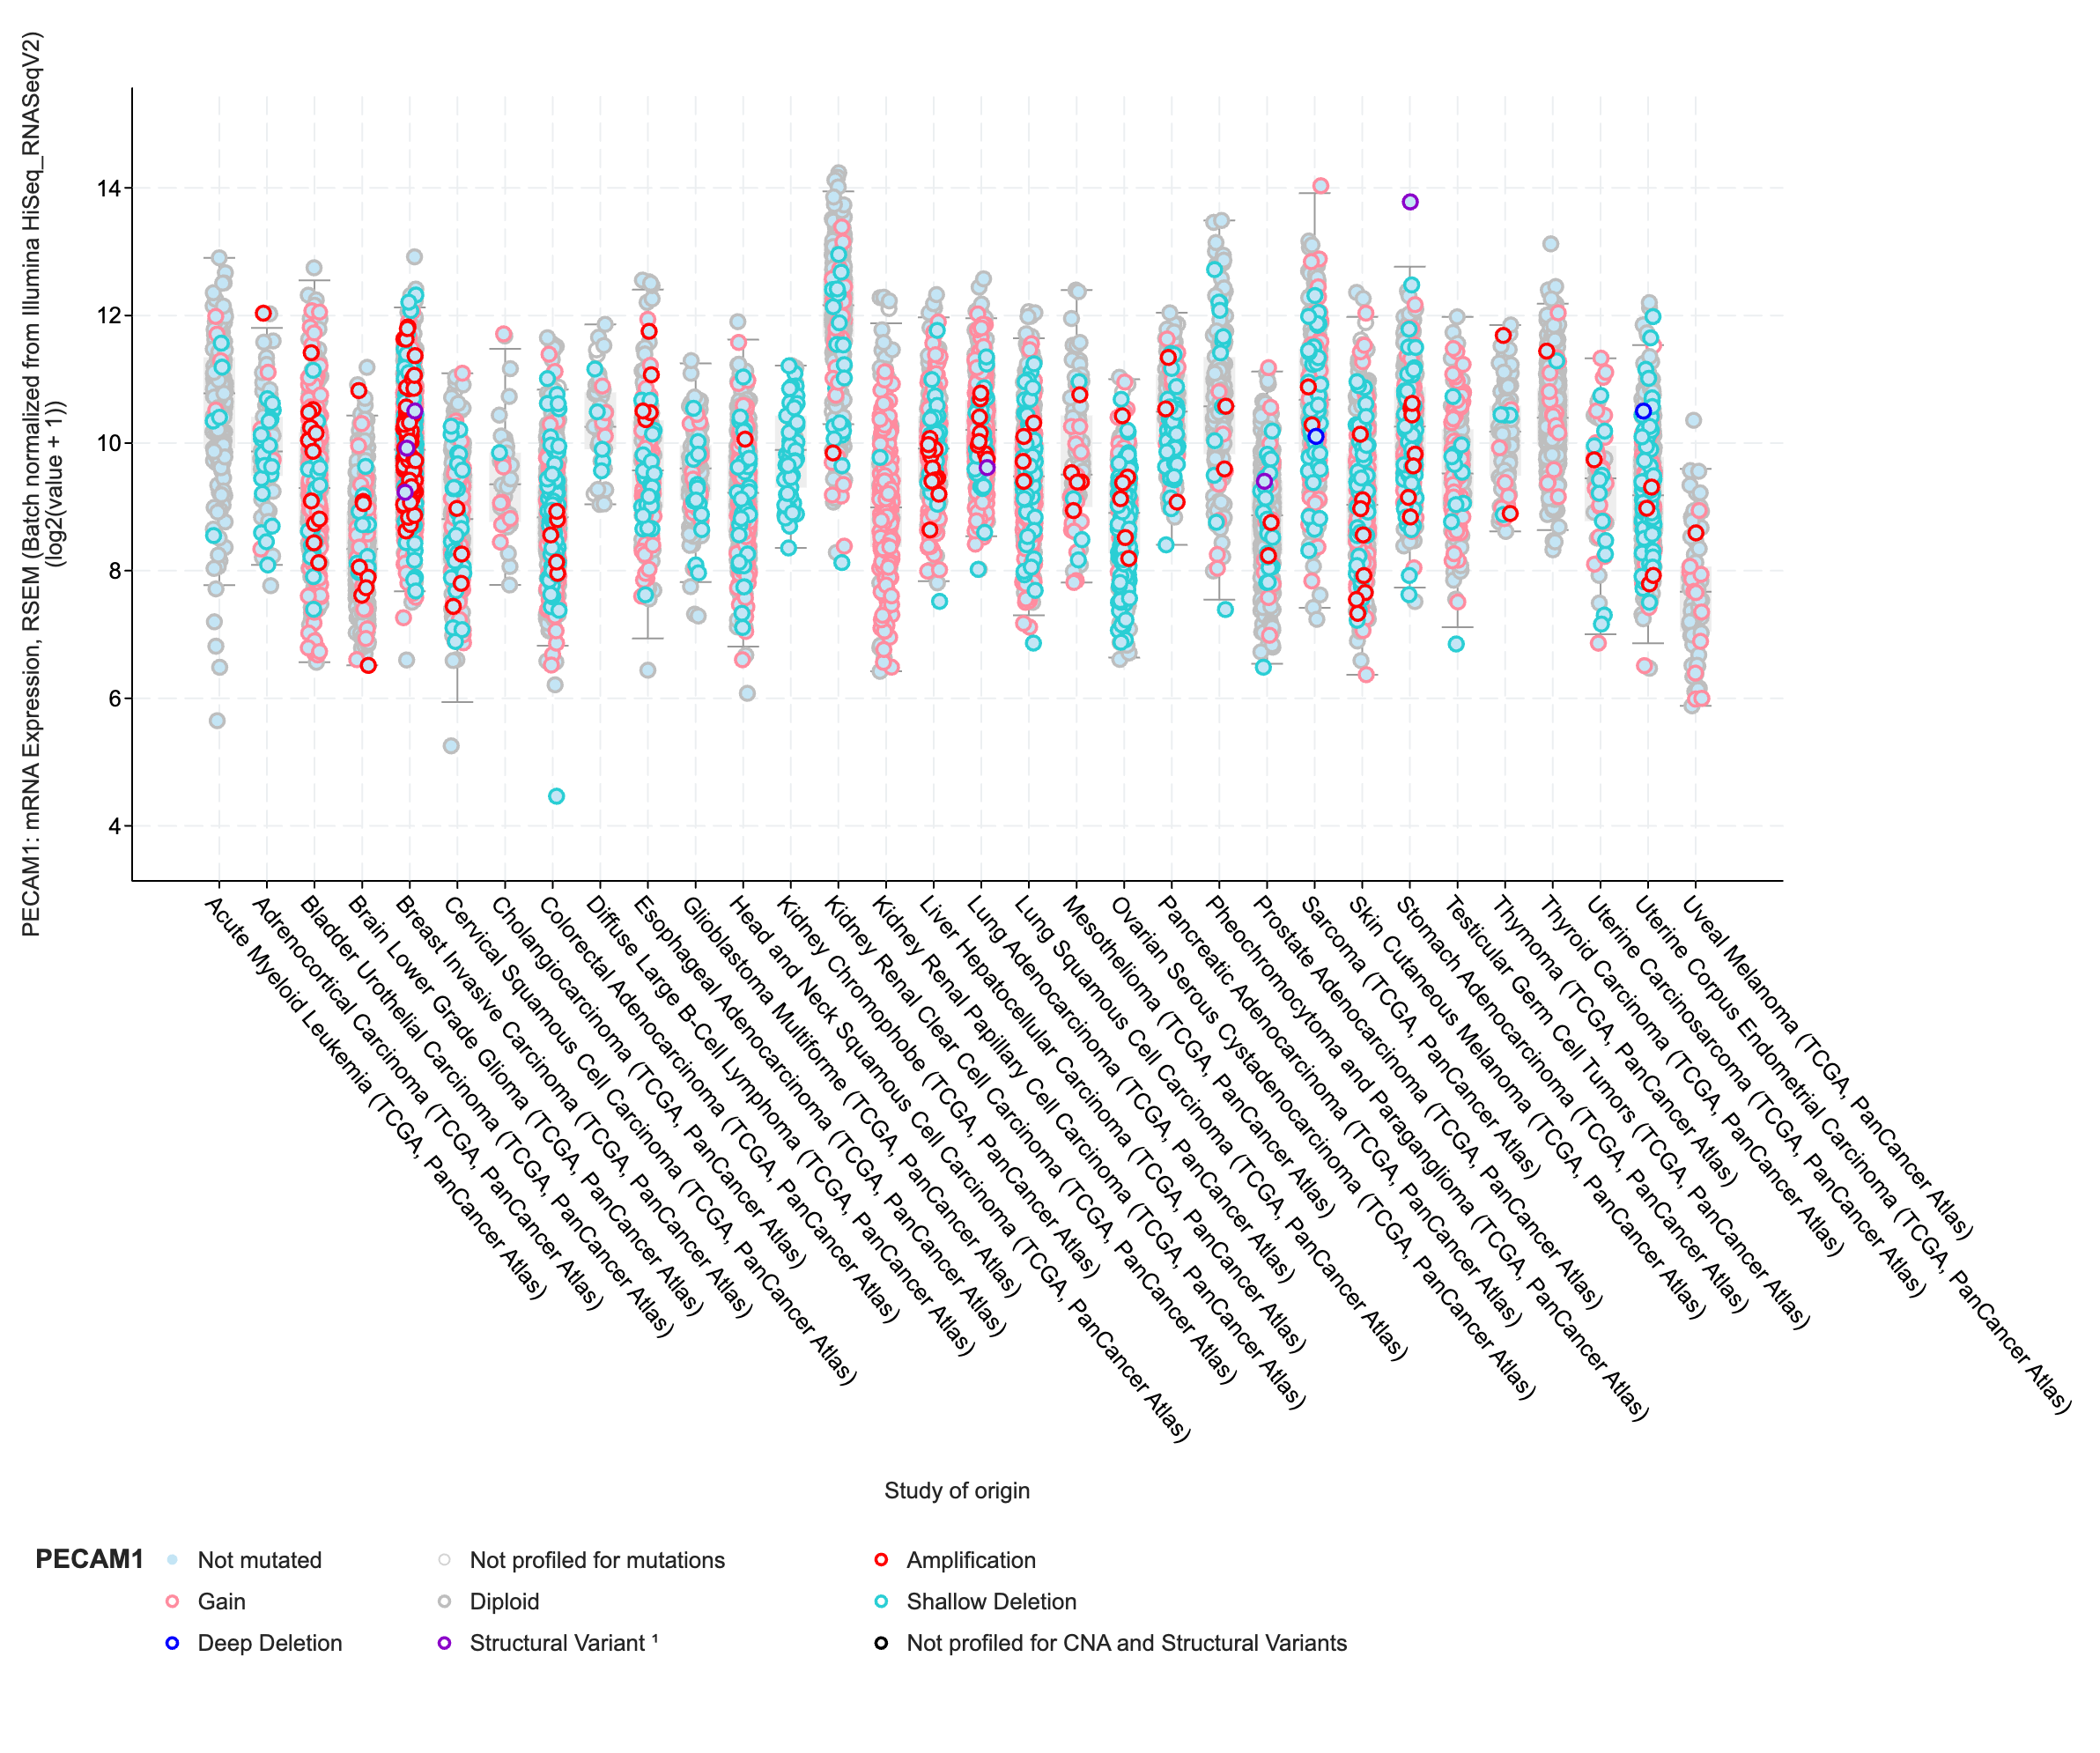 PECAM1: mRNA Expression, RSEM (Batch normalized from Illumina HiSeq_RNASeqV2)
(log2(value + 1))
14
12
10
8
6
4
Acute Myeloid Leukemia (TCGA, PanCancer Atlas)
Adrenocortical Carcinoma (TCGA, PanCancer Atlas)
Bladder Urothelial Carcinoma (TCGA, PanCancer Atlas)
Brain Lower Grade Glioma (TCGA, PanCancer Atlas)
Breast Invasive Carcinoma (TCGA, PanCancer Atlas)
Cervical Squamous Cell Carcinoma (TCGA, PanCancer Atlas)
Cholangiocarcinoma (TCGA, PanCancer Atlas)
Colorectal Adenocarcinoma (TCGA, PanCancer Atlas)
Diffuse Large B-Cell Lymphoma (TCGA, PanCancer Atlas)
Esophageal Adenocarcinoma (TCGA, PanCancer Atlas)
Glioblastoma Multiforme (TCGA, PanCancer Atlas)
Head and Neck Squamous Cell Carcinoma (TCGA, PanCancer Atlas)
Kidney Chromophobe (TCGA, PanCancer Atlas)
Kidney Renal Clear Cell Carcinoma (TCGA, PanCancer Atlas)
Kidney Renal Papillary Cell Carcinoma (TCGA, PanCancer Atlas)
Liver Hepatocellular Carcinoma (TCGA, PanCancer Atlas)
Lung Adenocarcinoma (TCGA, PanCancer Atlas)
Lung Squamous Cell Carcinoma (TCGA, PanCancer Atlas)
Mesothelioma (TCGA, PanCancer Atlas)
Ovarian Serous Cystadenocarcinoma (TCGA, PanCancer Atlas)
Pancreatic Adenocarcinoma (TCGA, PanCancer Atlas)
Pheochromocytoma and Paraganglioma (TCGA, PanCancer Atlas)
Prostate Adenocarcinoma (TCGA, PanCancer Atlas)
Sarcoma (TCGA, PanCancer Atlas)
Skin Cutaneous Melanoma (TCGA, PanCancer Atlas)
Stomach Adenocarcinoma (TCGA, PanCancer Atlas)
Testicular Germ Cell Tumors (TCGA, PanCancer Atlas)
Thymoma (TCGA, PanCancer Atlas)
Thyroid Carcinoma (TCGA, PanCancer Atlas)
Uterine Carcinosarcoma (TCGA, PanCancer Atlas)
Uterine Corpus Endometrial Carcinoma (TCGA, PanCancer Atlas)
Uveal Melanoma (TCGA, PanCancer Atlas)
Study of origin
PECAM1
Not mutated
Not profiled for mutations
Amplification
Gain
Diploid
Shallow Deletion
Deep Deletion
Structural Variant ¹
Not profiled for CNA and Structural Variants